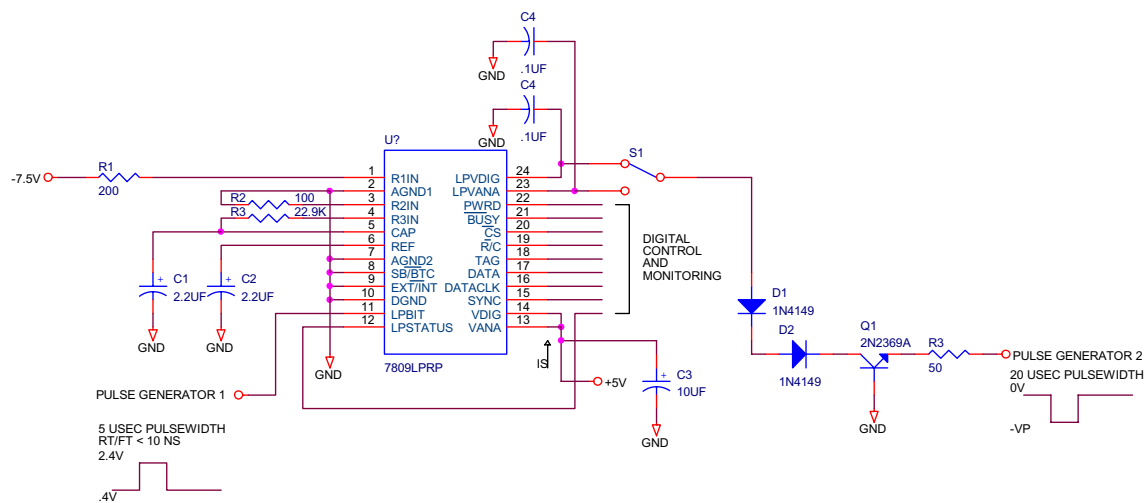 C4
GND
.1UF
C4
GND
.1UF
U?
S1
-7.5V
R1
200
1
R1IN
LPVDIG
24
2
AGND1
LPVANA
23
R2
100
3
R2IN
PWRD
22
R3
22.9K
4
R3IN
BUSY
21
5
CAP
CS
20
6
REF
R/C
19
7
AGND2
TAG
18
8
SB/BTC
DATA
17
9
EXT/INT
DATACLK
16
10
DGND
SYNC
15
11
LPBIT
VDIG
14
12
LPSTATUS
VANA
13
DIGITAL
CONTROL
AND
MONITORING
C1
2.2UF
C2
2.2UF
GND
GND
GND
7809LPRP
IS
+5V
C3
10UF
GND
D1
1N4149
D2
1N4149
Q1
2N2369A
R3
50
GND
PULSE GENERATOR 2
20 USEC PULSEWIDTH
0V
-VP
PULSE GENERATOR 1
5 USEC PULSEWIDTH
RT/FT < 10 NS
2.4V
.4V